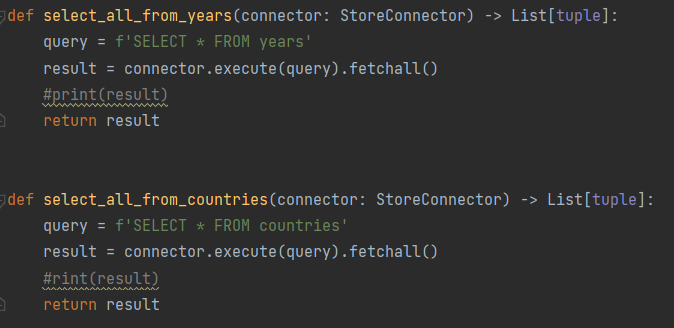 def select_all_from_years(connector: StoreConnector) -> List[tuple]:
    query = f'SELECT * FROM years'
    result = connector.execute(query).fetchall()
    #print(result)
    return result
def select_all_from_countries(connector: StoreConnector) -> List[tuple]:
    query = f'SELECT * FROM countries'
    result = connector.execute(query).fetchall()
    #rint(result)
    return result